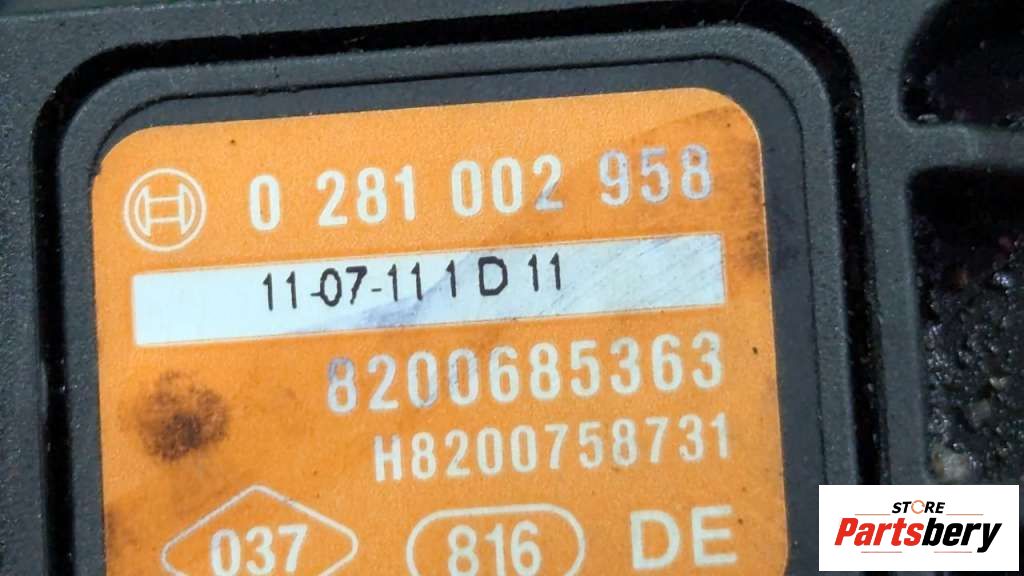 0 281 002 958
11-07-11 1 D 11
8200685363
H8200758731
037 816 DE
STORE
Partsbery